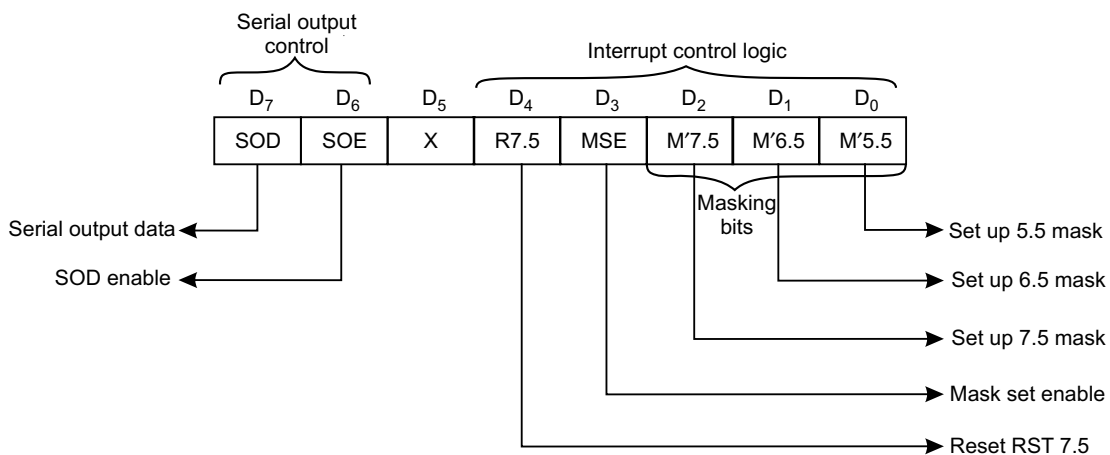 Serial output
control
Interrupt control logic
D₇ D₆ D₅ D₄ D₃ D₂ D₁ D₀
SOD SOE X R7.5 MSE M′7.5 M′6.5 M′5.5
Masking
bits
Serial output data
Set up 5.5 mask
SOD enable
Set up 6.5 mask
Set up 7.5 mask
Mask set enable
Reset RST 7.5